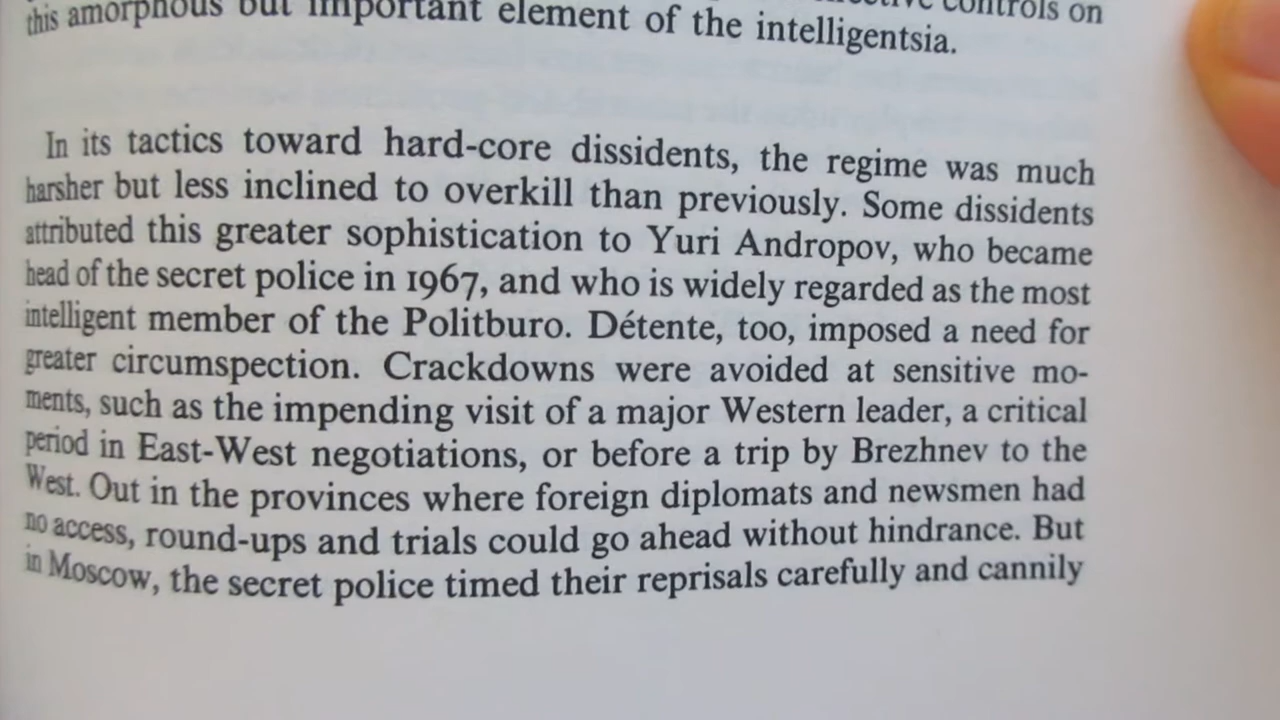 controls on
this amorphous but important element of the intelligentsia.
In its tactics toward hard-core dissidents, the regime was much
harsher but less inclined to overkill than previously. Some dissidents
attributed this greater sophistication to Yuri Andropov, who became
head of the secret police in 1967, and who is widely regarded as the most
intelligent member of the Politburo. Détente, too, imposed a need for
greater circumspection. Crackdowns were avoided at sensitive mo-
ments, such as the impending visit of a major Western leader, a critical
period in East-West negotiations, or before a trip by Brezhnev to the
West. Out in the provinces where foreign diplomats and newsmen had
no access, round-ups and trials could go ahead without hindrance. But
in Moscow, the secret police timed their reprisals carefully and cannily